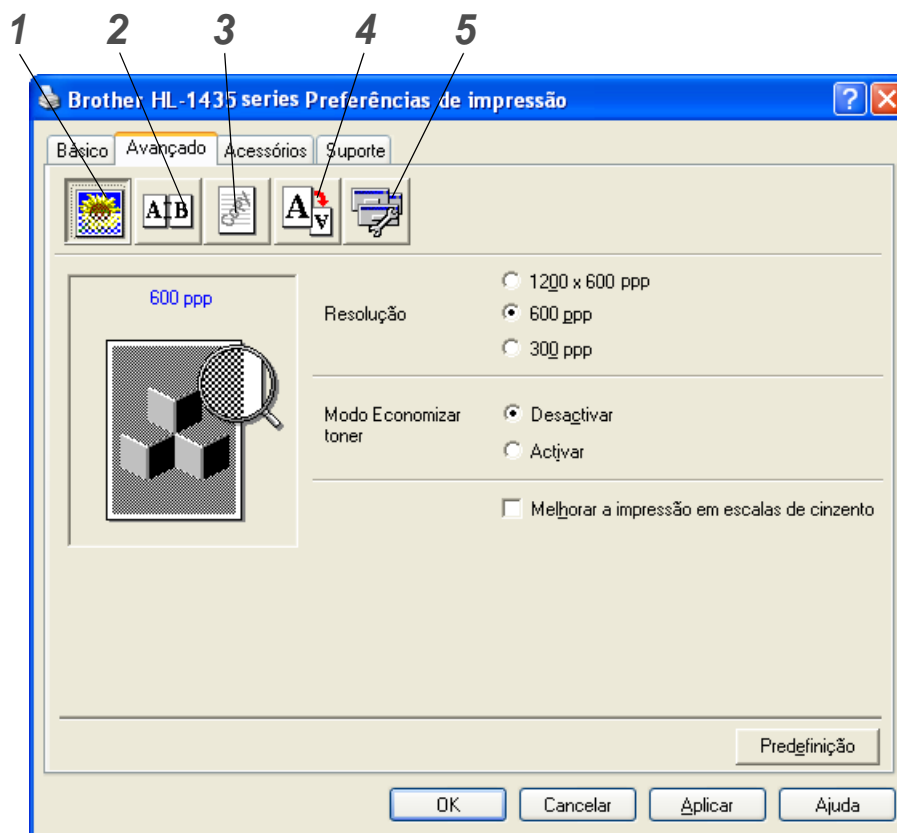 1 2 3 4 5
Brother HL-1435 series Preferências de impressão
Básico Avançado Acessórios Suporte
A B COPY A A
600 ppp
Resolução
1200 x 600 ppp
600 ppp
300 ppp
Modo Economizar
toner
Desactivar
Activar
Melhorar a impressão em escalas de cinzento
Predefinição
OK Cancelar Aplicar Ajuda